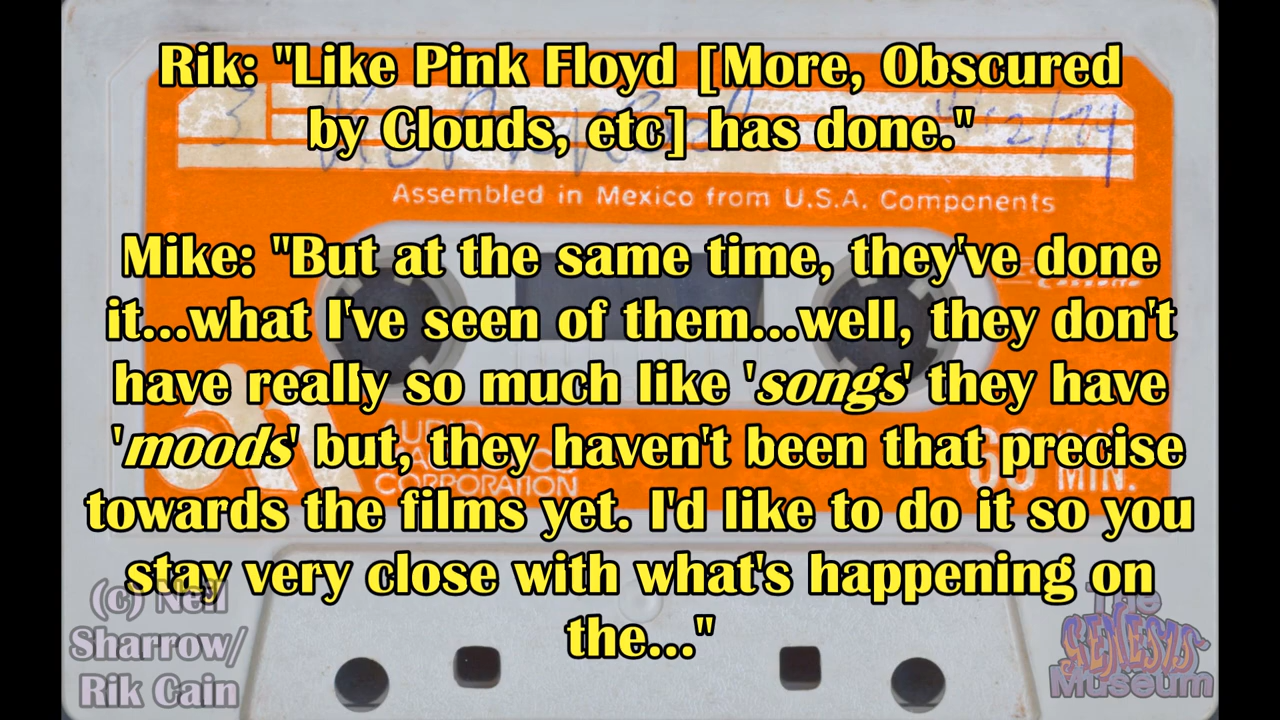 Rik: "Like Pink Floyd [More, Obscured
by Clouds, etc] has done."
Assembled in Mexico from U.S.A. Components
Mike: "But at the same time, they've done
it...what I've seen of them...well, they don't
have really so much like 'songs' they have
'moods' but, they haven't been that precise
towards the films yet. I'd like to do it so you
stay very close with what's happening on
the..."
CORPORATION
MIN.
(c) Neil
Sharrow/
Rik Cain
The
GENESIS
Museum